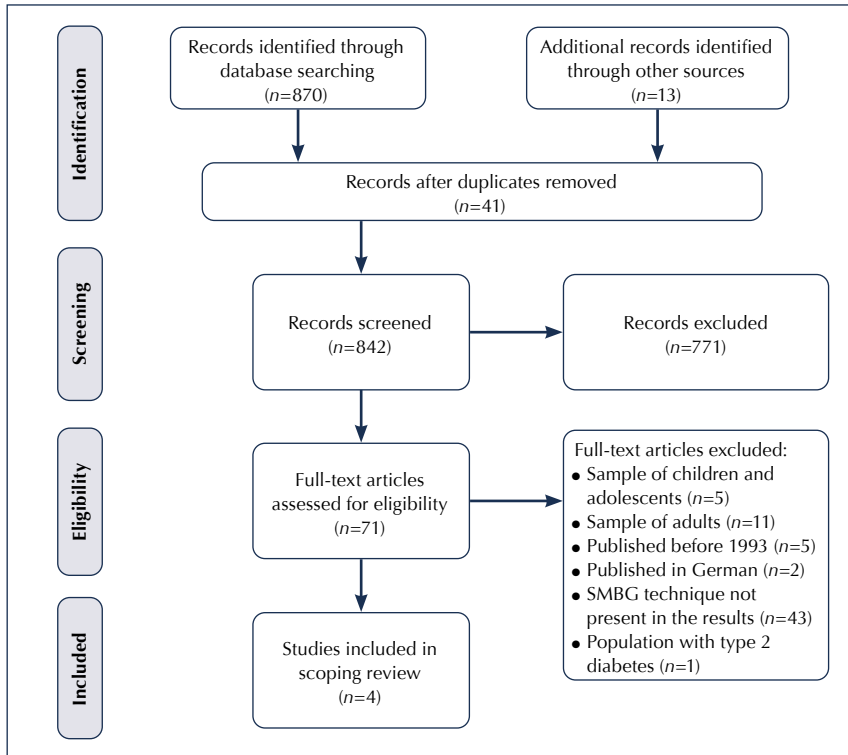 Identification
Records identified through
database searching
(n=870)
Additional records identified
through other sources
(n=13)
Records after duplicates removed
(n=41)
Screening
Records screened
(n=842)
Records excluded
(n=771)
Eligibility
Full-text articles
assessed for eligibility
(n=71)
Full-text articles excluded:
• Sample of children and
adolescents (n=5)
• Sample of adults (n=11)
• Published before 1993 (n=5)
• Published in German (n=2)
• SMBG technique not
present in the results (n=43)
• Population with type 2
diabetes (n=1)
Included
Studies included in
scoping review
(n=4)